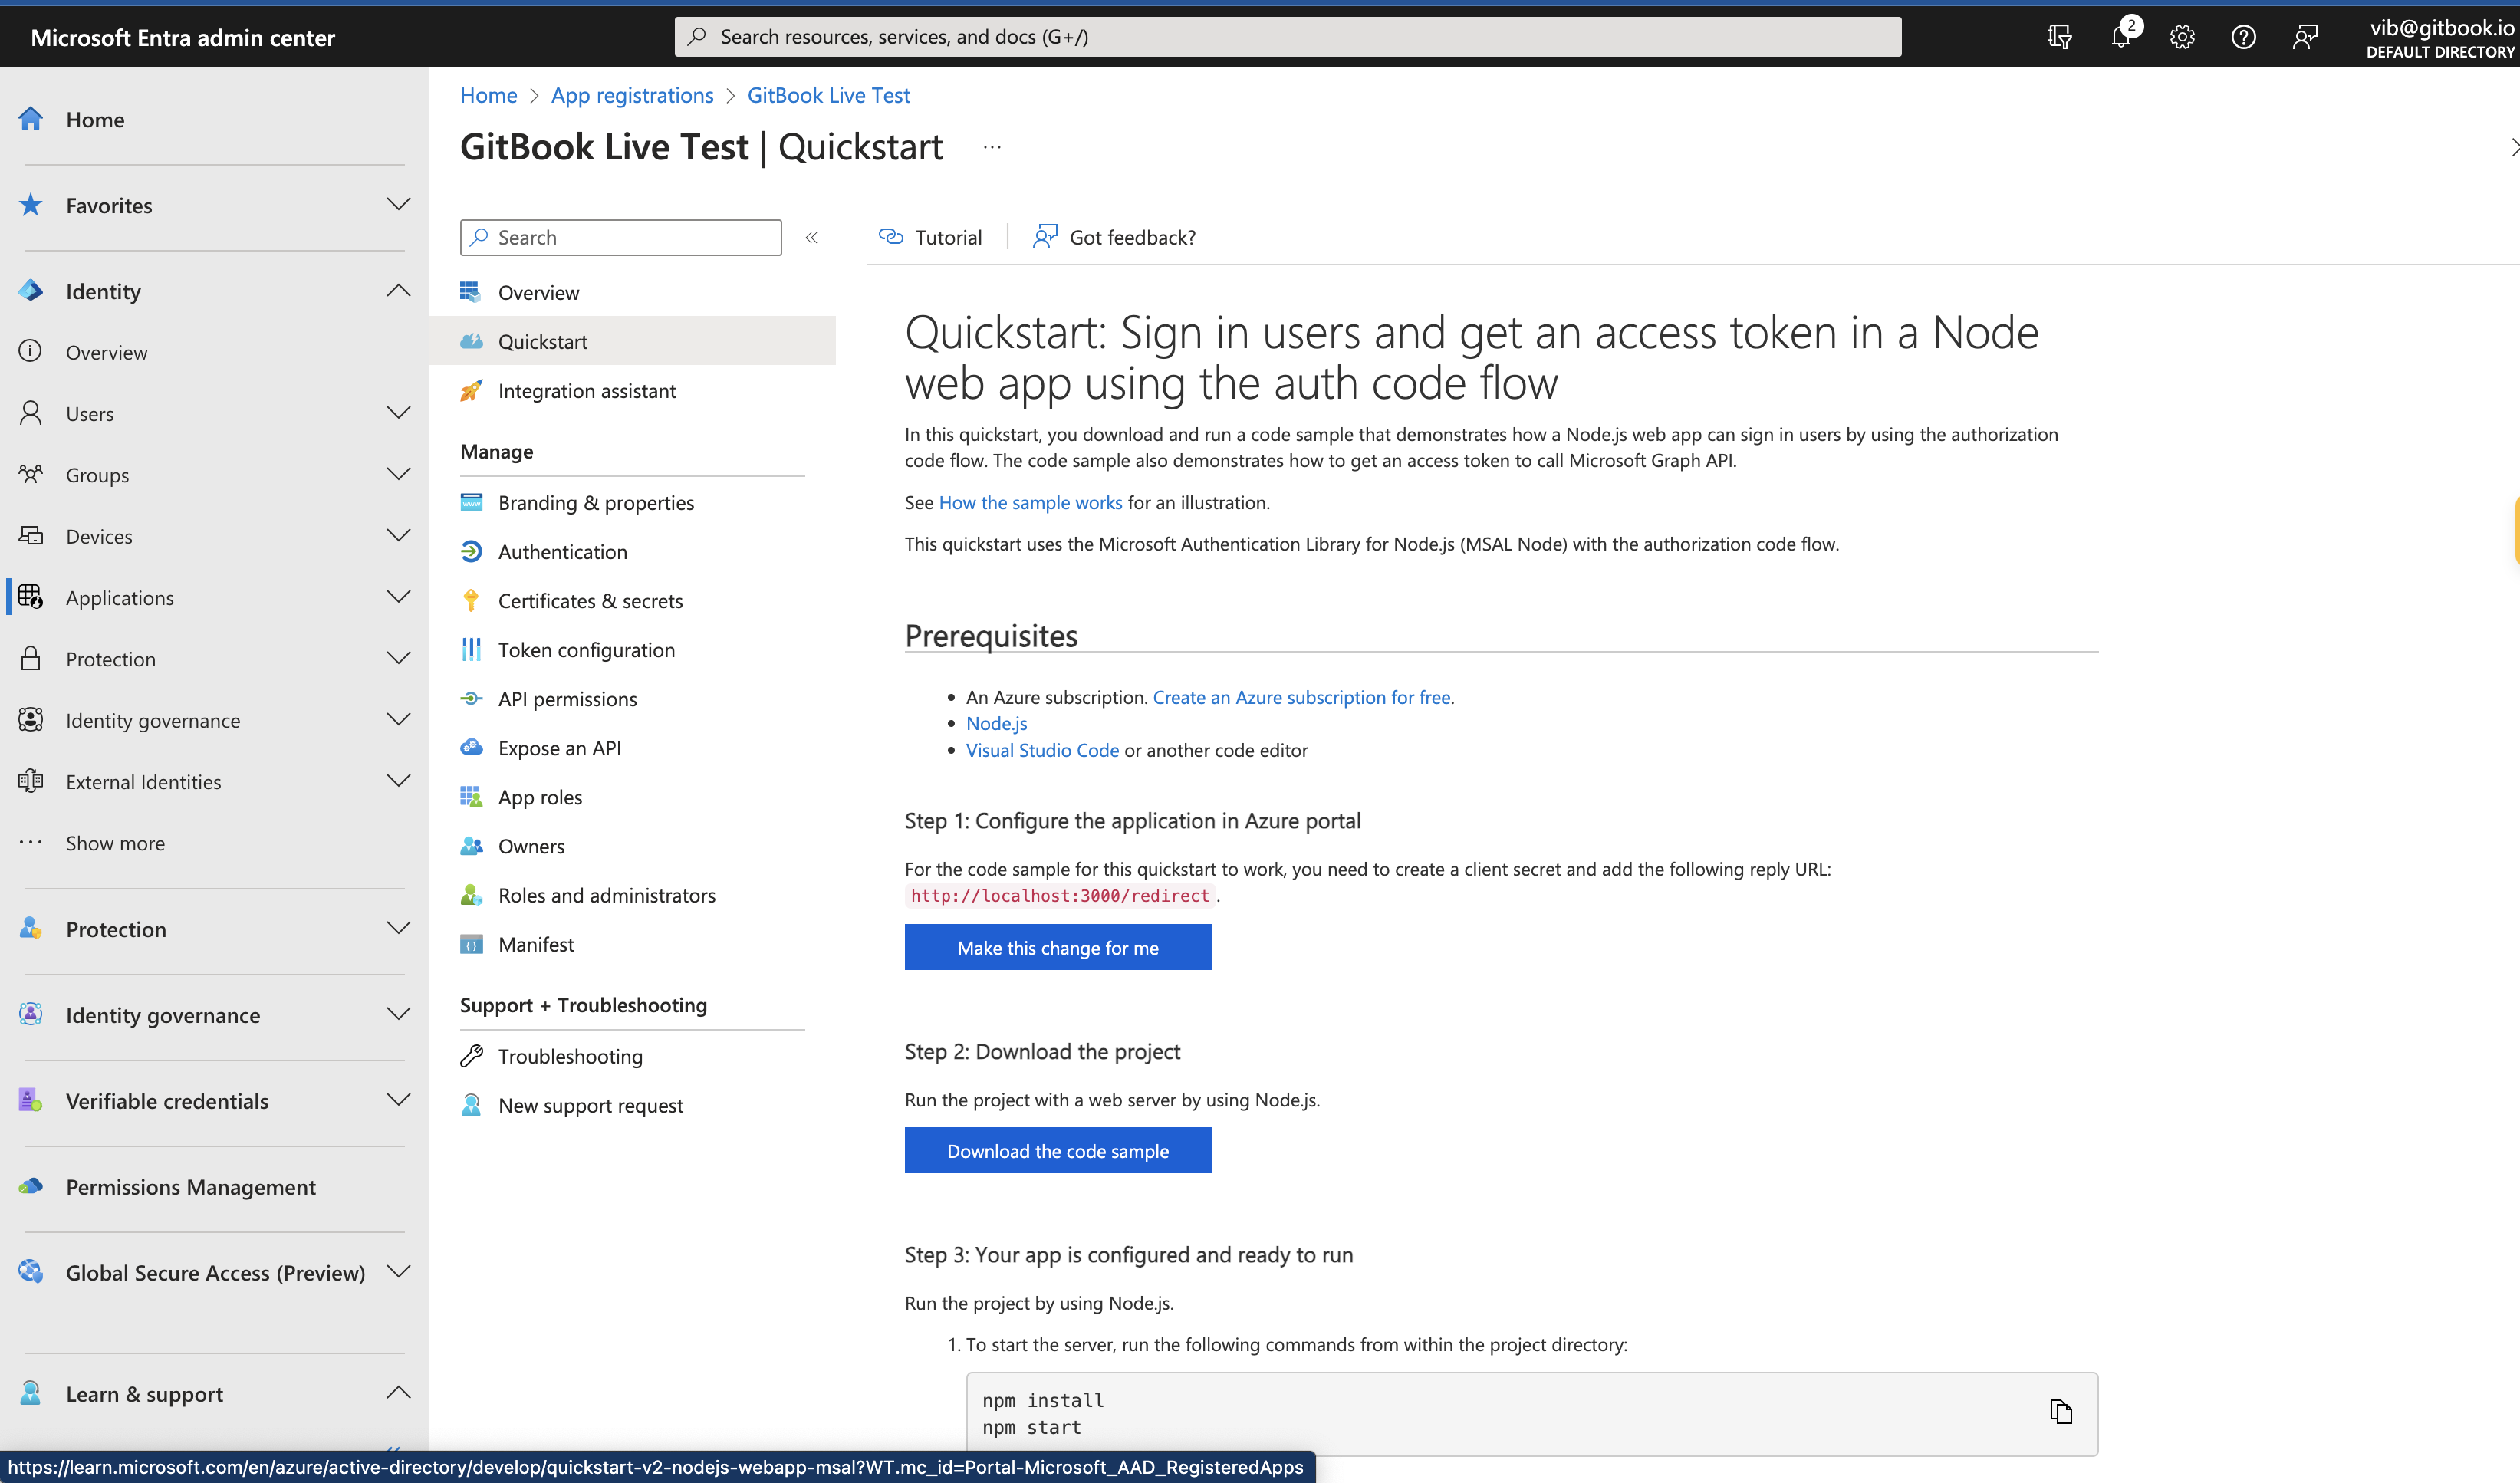 Microsoft Entra admin center
Search resources, services, and docs (G+/)
2
vib@gitbook.io
DEFAULT DIRECTORY
Home
Favorites
Identity
Overview
Users
Groups
Devices
Applications
Protection
Identity governance
External Identities
Show more
Protection
Identity governance
Verifiable credentials
Permissions Management
Global Secure Access (Preview)
Learn & support
Home > App registrations > GitBook Live Test
GitBook Live Test | Quickstart ...
Search
Overview
Quickstart
Integration assistant
Manage
Branding & properties
Authentication
Certificates & secrets
Token configuration
API permissions
Expose an API
App roles
Owners
Roles and administrators
Manifest
Support + Troubleshooting
Troubleshooting
New support request
Tutorial
Got feedback?
Quickstart: Sign in users and get an access token in a Node
web app using the auth code flow
In this quickstart, you download and run a code sample that demonstrates how a Node.js web app can sign in users by using the authorization
code flow. The code sample also demonstrates how to get an access token to call Microsoft Graph API.
See How the sample works for an illustration.
This quickstart uses the Microsoft Authentication Library for Node.js (MSAL Node) with the authorization code flow.
Prerequisites
• An Azure subscription. Create an Azure subscription for free.
• Node.js
• Visual Studio Code or another code editor
Step 1: Configure the application in Azure portal
For the code sample for this quickstart to work, you need to create a client secret and add the following reply URL:
http://localhost:3000/redirect.
Make this change for me
Step 2: Download the project
Run the project with a web server by using Node.js.
Download the code sample
Step 3: Your app is configured and ready to run
Run the project by using Node.js.
1. To start the server, run the following commands from within the project directory:
npm install
npm start
https://learn.microsoft.com/en/azure/active-directory/develop/quickstart-v2-nodejs-webapp-msal?WT.mc_id=Portal-Microsoft_AAD_RegisteredApps